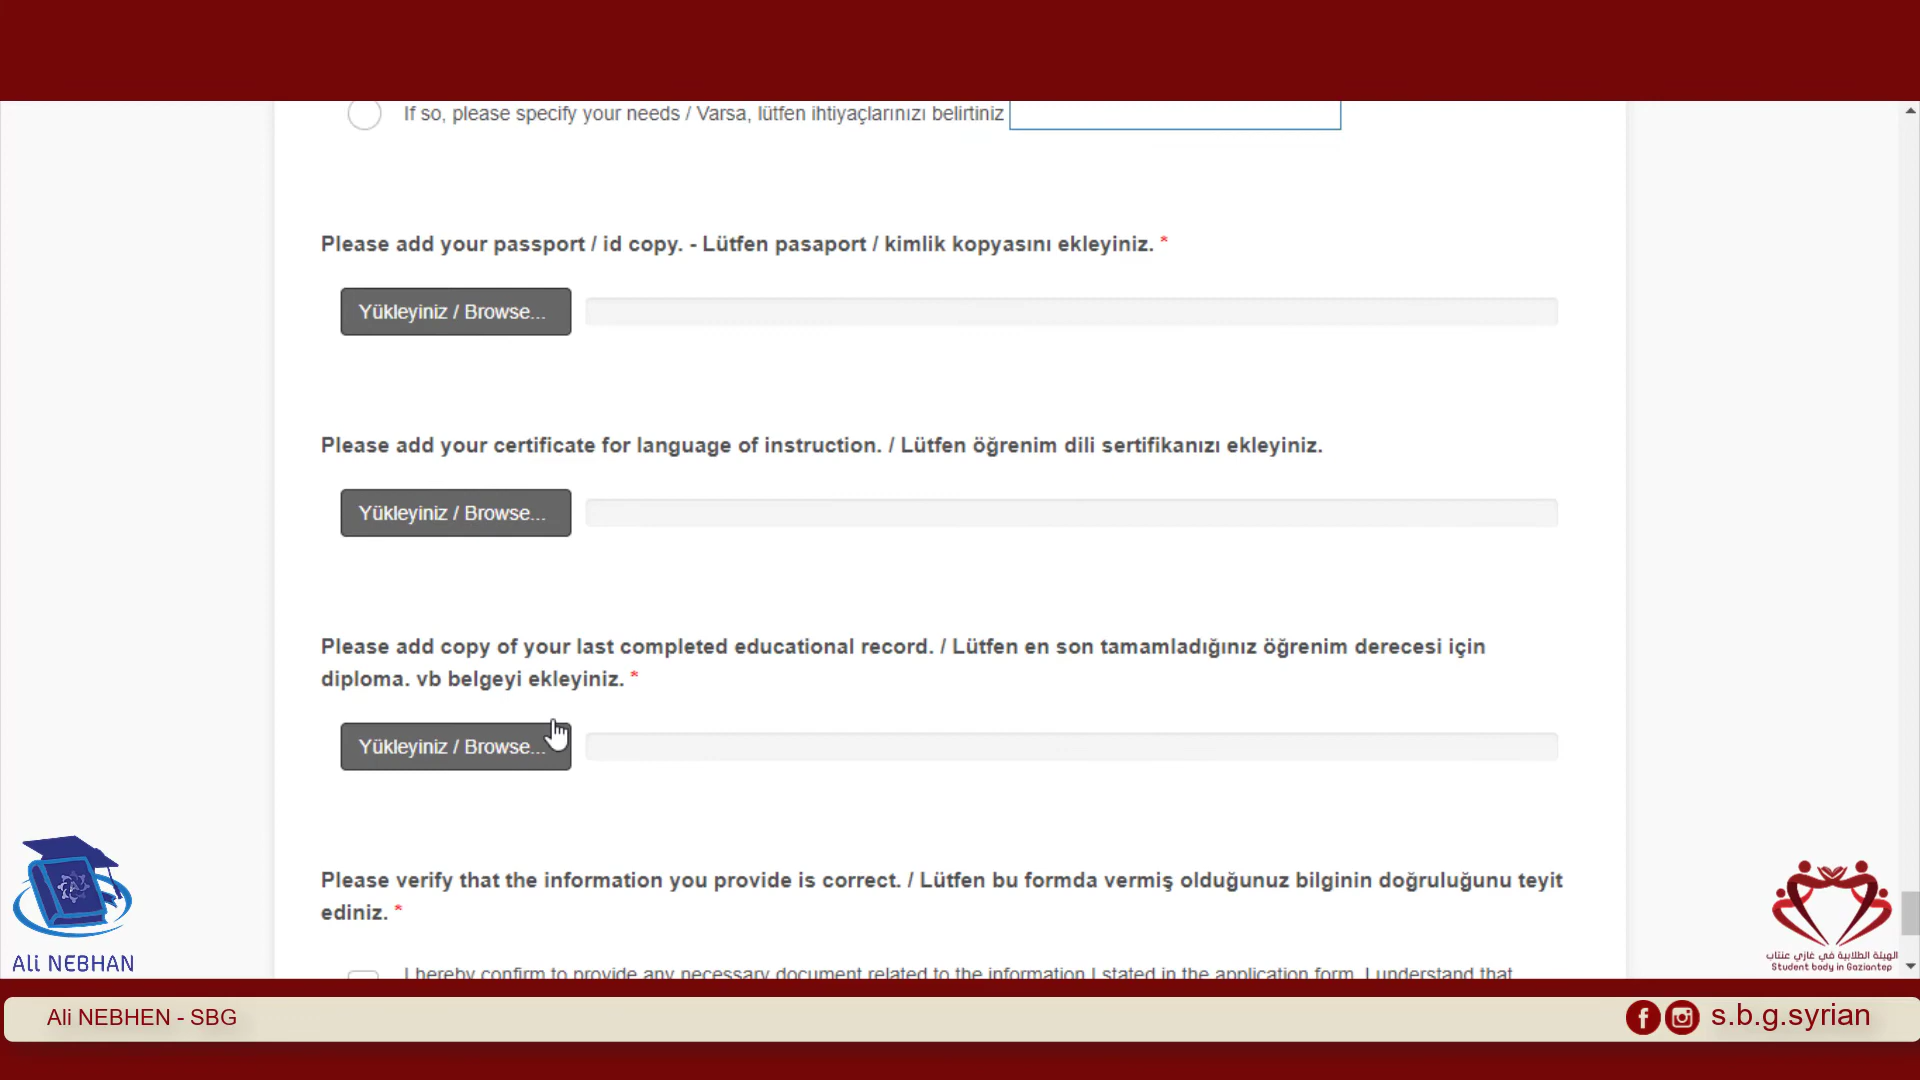 If so, please specify your needs / Varsa, lütfen ihtiyaçlarınızı belirtiniz
Please add your passport / id copy. - Lütfen pasaport / kimlik kopyasını ekleyiniz. *
Yükleyiniz / Browse...
Please add your certificate for language of instruction. / Lütfen öğrenim dili sertifikanızı ekleyiniz.
Yükleyiniz / Browse...
Please add copy of your last completed educational record. / Lütfen en son tamamladığınız öğrenim derecesi için
diploma. vb belgeyi ekleyiniz. *
Yükleyiniz / Browse...
Please verify that the information you provide is correct. / Lütfen bu formda vermiş olduğunuz bilginin doğruluğunu teyit
ediniz. *
I hereby confirm to provide any necessary document related to the information I stated in the application form. I understand that
ALi NEBHAN
الهيئة الطلابية في غازي عنتاب
Student body in Gaziantep
Ali NEBHEN - SBG
s.b.g.syrian